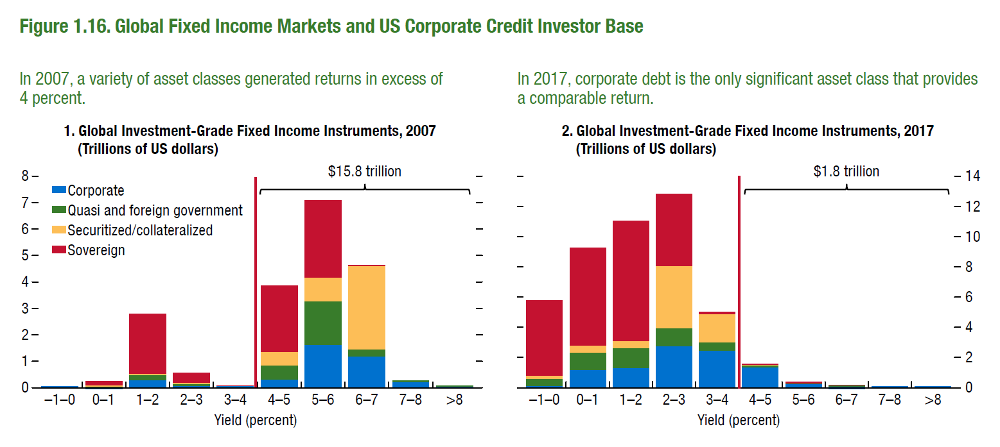 Figure 1.16. Global Fixed Income Markets and US Corporate Credit Investor Base
In 2007, a variety of asset classes generated returns in excess of
4 percent.
1. Global Investment-Grade Fixed Income Instruments, 2007
(Trillions of US dollars)
$15.8 trillion
8
7
6
5
4
3
2
1
0
Corporate
Quasi and foreign government
Securitized/collateralized
Sovereign
–1–0 0–1 1–2 2–3 3–4 4–5 5–6 6–7 7–8 >8
Yield (percent)
In 2017, corporate debt is the only significant asset class that provides
a comparable return.
2. Global Investment-Grade Fixed Income Instruments, 2017
(Trillions of US dollars)
$1.8 trillion
14
12
10
8
6
4
2
0
–1–0 0–1 1–2 2–3 3–4 4–5 5–6 6–7 7–8 >8
Yield (percent)